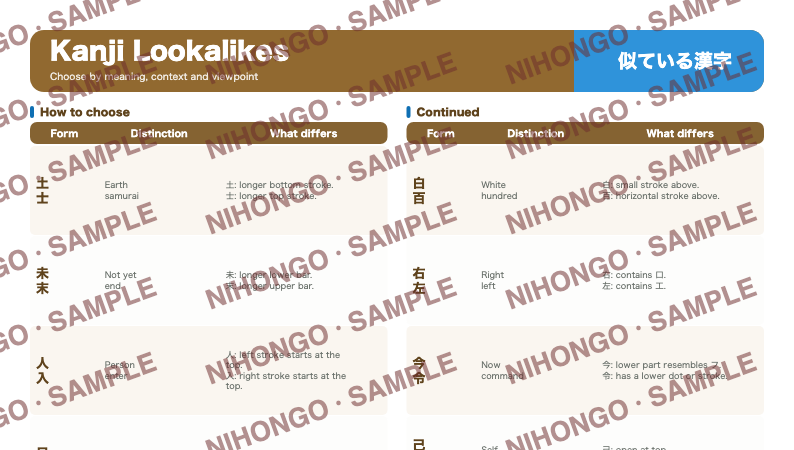 Kanji Lookalikes
Choose by meaning, context and viewpoint
似ている漢字
How to choose
Form Distinction What differs
土
士
Earth
samurai
土: longer bottom stroke.
士: longer top stroke.
未
末
Not yet
end
未: longer lower bar.
末: longer upper bar.
人
入
Person
enter
人: left stroke starts at the
top.
入: right stroke starts at the
top.
Continued
Form Distinction What differs
白
百
White
hundred
白: small stroke above.
百: horizontal stroke above.
右
左
Right
left
右: contains 口.
左: contains 工.
今
令
Now
command
今: lower part resembles ラ.
令: has a lower dot or stroke.
己
Self
己: open at top.
NIHONGO · SAMPLE